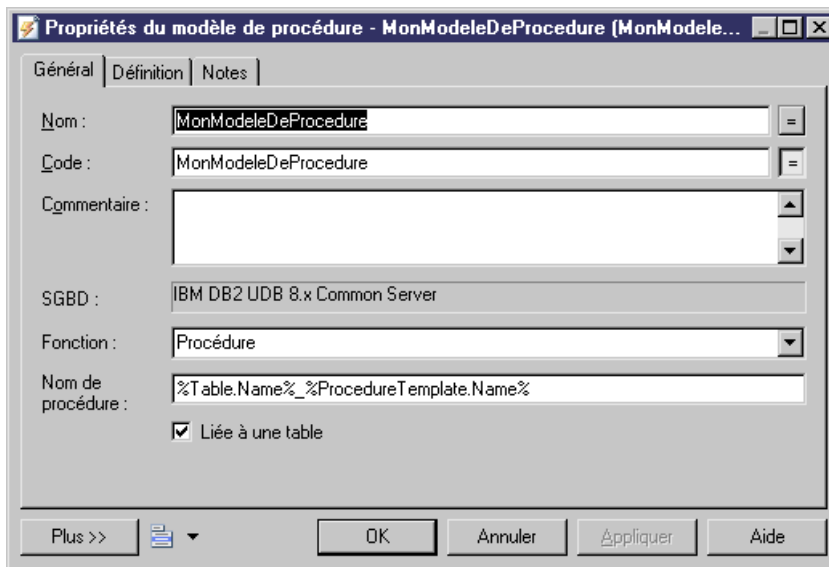 Propriétés du modèle de procédure - MonModeleDeProcedure (MonModele...
Général Définition Notes
Nom : MonModeleDeProcedure =
Code : MonModeleDeProcedure =
Commentaire :
SGBD : IBM DB2 UDB 8.x Common Server
Fonction : Procédure
Nom de
procédure : %Table.Name%_%ProcedureTemplate.Name%
Liée à une table
Plus >> OK Annuler Appliquer Aide